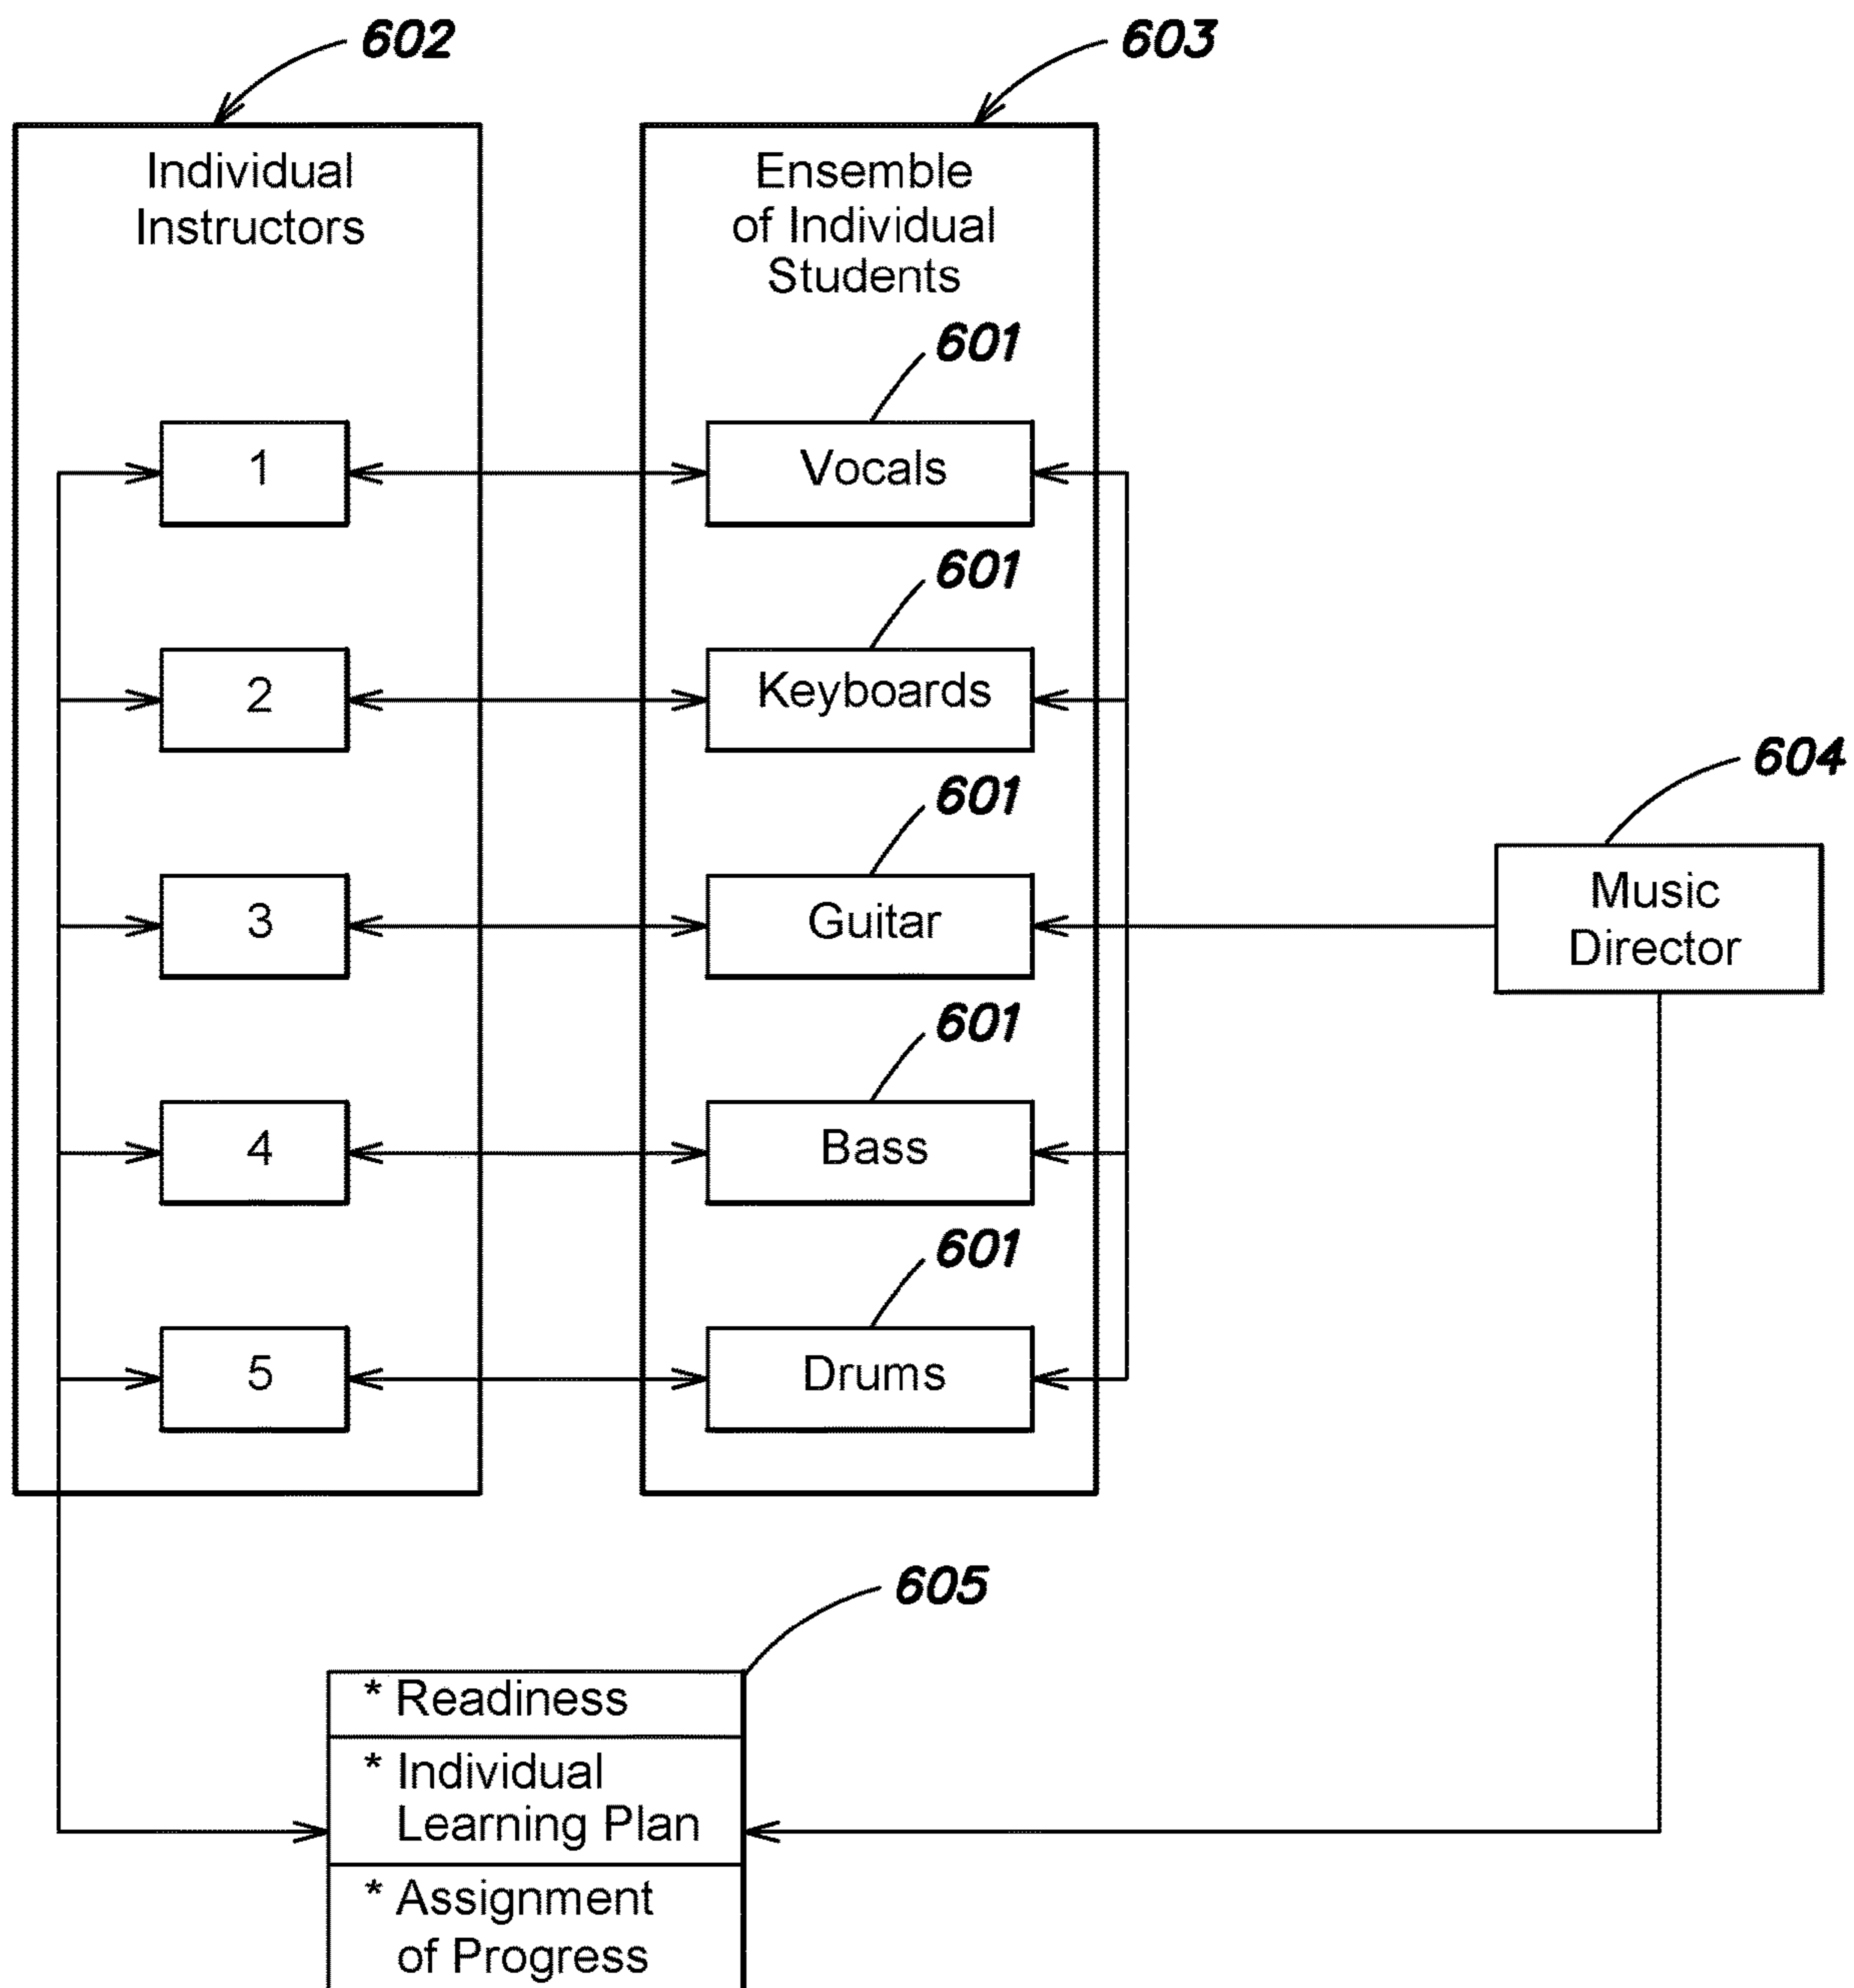 602
603
Individual
Instructors
Ensemble
of Individual
Students
601
1
Vocals
601
2
Keyboards
604
601
3
Guitar
Music
Director
601
4
Bass
601
5
Drums
605
* Readiness
* Individual
Learning Plan
* Assignment
of Progress